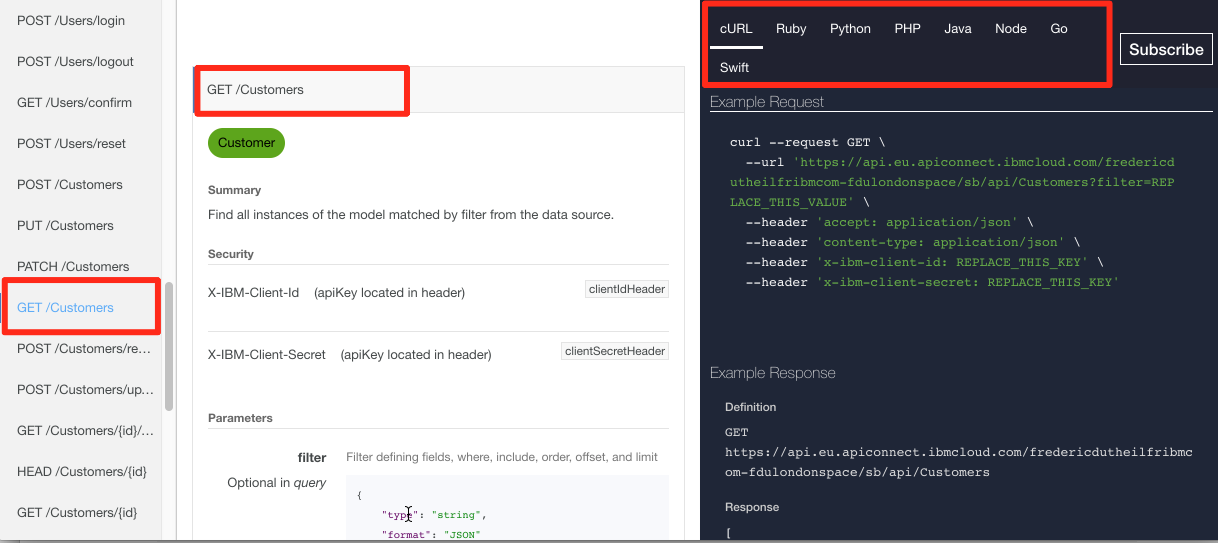 POST /Users/login
POST /Users/logout
GET /Users/confirm
POST /Users/reset
POST /Customers
PUT /Customers
PATCH /Customers
GET /Customers
POST /Customers/re...
POST /Customers/up...
GET /Customers/{id}/...
HEAD /Customers/{id}
GET /Customers/{id}
GET /Customers
Customer
Summary
Find all instances of the model matched by filter from the data source.
Security
X-IBM-Client-Id (apiKey located in header) clientIdHeader
X-IBM-Client-Secret (apiKey located in header) clientSecretHeader
Parameters
filter Filter defining fields, where, include, order, offset, and limit
Optional in query
{
"type": "string",
"format": "JSON"
cURL Ruby Python PHP Java Node Go
Swift
Subscribe
Example Request
curl --request GET \
--url 'https://api.eu.apiconnect.ibmcloud.com/fredericd
utheilfribmcom-fdulondonspace/sb/api/Customers?filter=REP
LACE_THIS_VALUE' \
--header 'accept: application/json' \
--header 'content-type: application/json' \
--header 'x-ibm-client-id: REPLACE_THIS_KEY' \
--header 'x-ibm-client-secret: REPLACE_THIS_KEY'
Example Response
Definition
GET
https://api.eu.apiconnect.ibmcloud.com/fredericdutheilfribmc
om-fdulondonspace/sb/api/Customers
Response
[